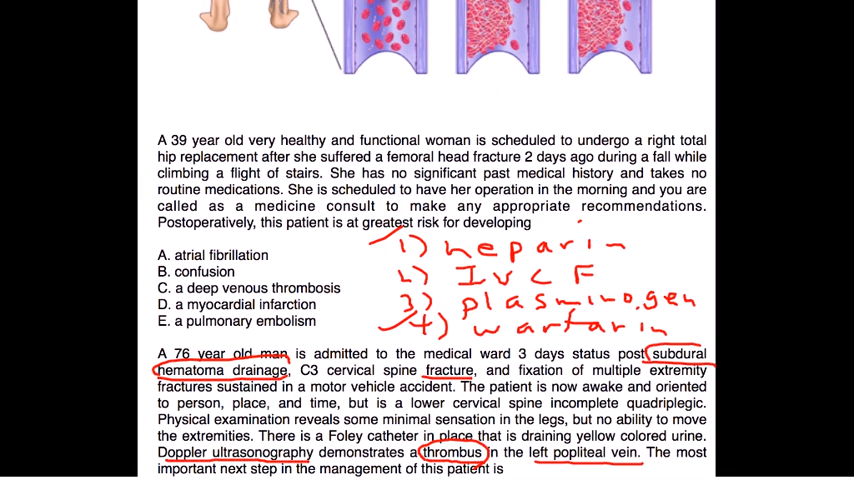 A 39 year old very healthy and functional woman is scheduled to undergo a right total
hip replacement after she suffered a femoral head fracture 2 days ago during a fall while
climbing a flight of stairs. She has no significant past medical history and takes no
routine medications. She is scheduled to have her operation in the morning and you are
called as a medicine consult to make any appropriate recommendations.
Postoperatively, this patient is at greatest risk for developing
1) heparin
A. atrial fibrillation
B. confusion
2) IVCF
C. a deep venous thrombosis
3) plasminogen
D. a myocardial infarction
E. a pulmonary embolism
4) warfarin
A 76 year old man is admitted to the medical ward 3 days status post subdural
hematoma drainage, C3 cervical spine fracture, and fixation of multiple extremity
fractures sustained in a motor vehicle accident. The patient is now awake and oriented
to person, place, and time, but is a lower cervical spine incomplete quadriplegic.
Physical examination reveals some minimal sensation in the legs, but no ability to move
the extremities. There is a Foley catheter in place that is draining yellow colored urine.
Doppler ultrasonography demonstrates a thrombus in the left popliteal vein. The most
important next step in the management of this patient is